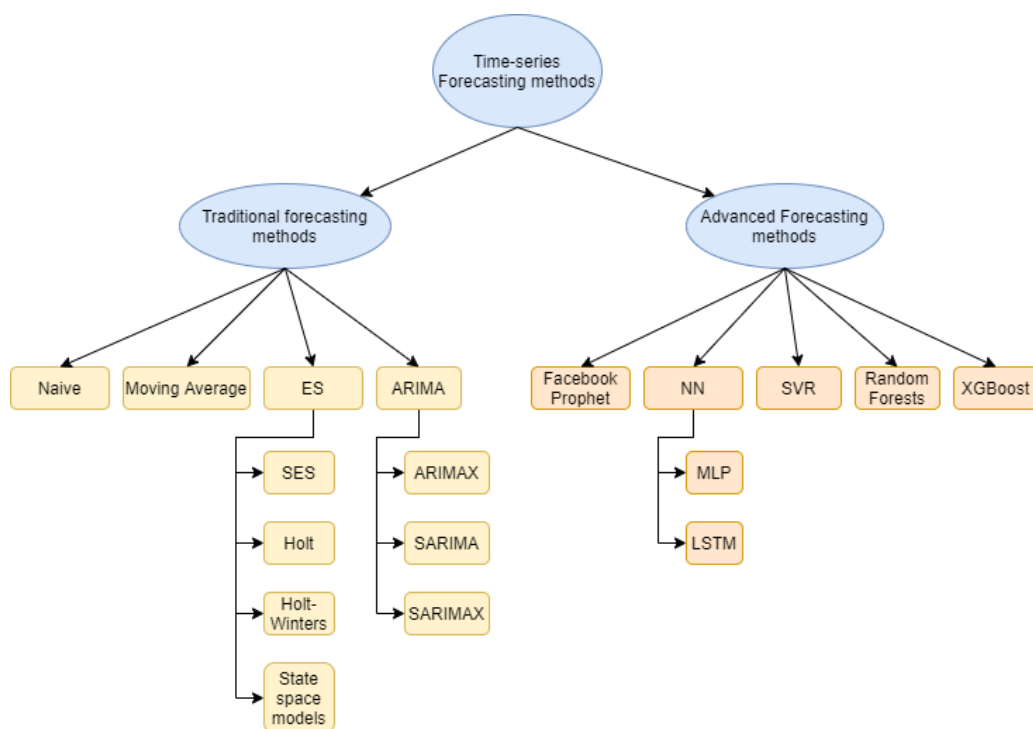 Time-series
Forecasting methods
Traditional forecasting
methods
Advanced Forecasting
methods
Naive
Moving Average
ES
ARIMA
Facebook
Prophet
NN
SVR
Random
Forests
XGBoost
SES
ARIMAX
MLP
Holt
SARIMA
LSTM
Holt-
Winters
SARIMAX
State
space
models